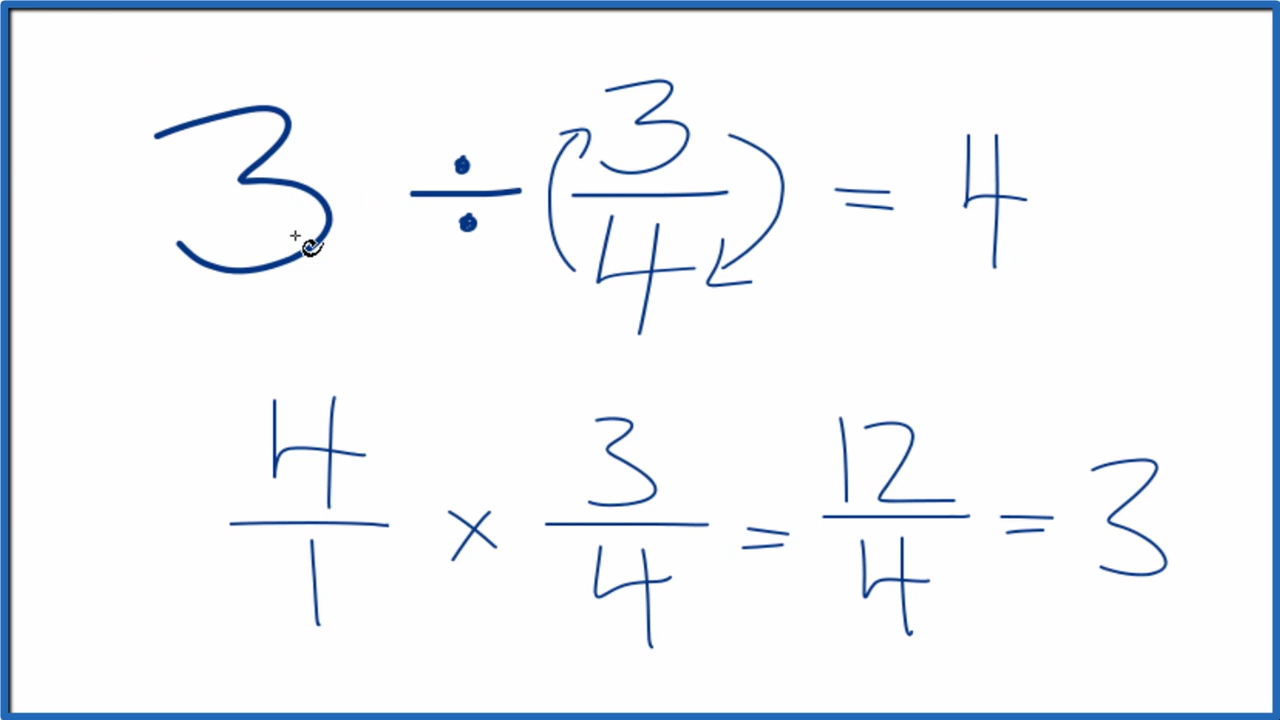 3 ÷ (3/4) = 4
4/1 × 3/4 = 12/4 = 3